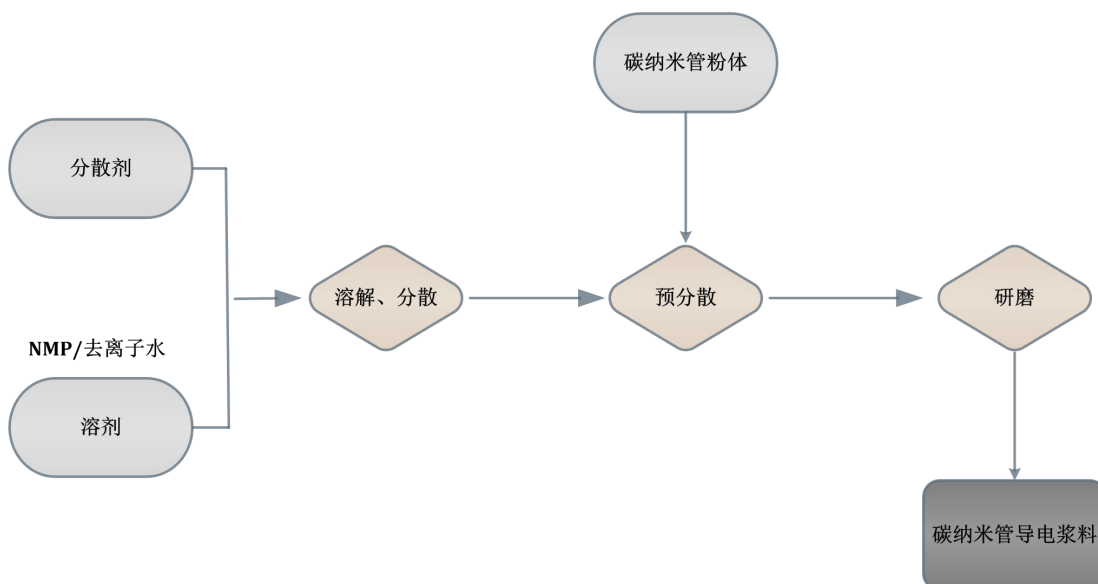 碳纳米管粉体
分散剂
溶解、分散
预分散
研磨
NMP/去离子水
溶剂
碳纳米管导电浆料